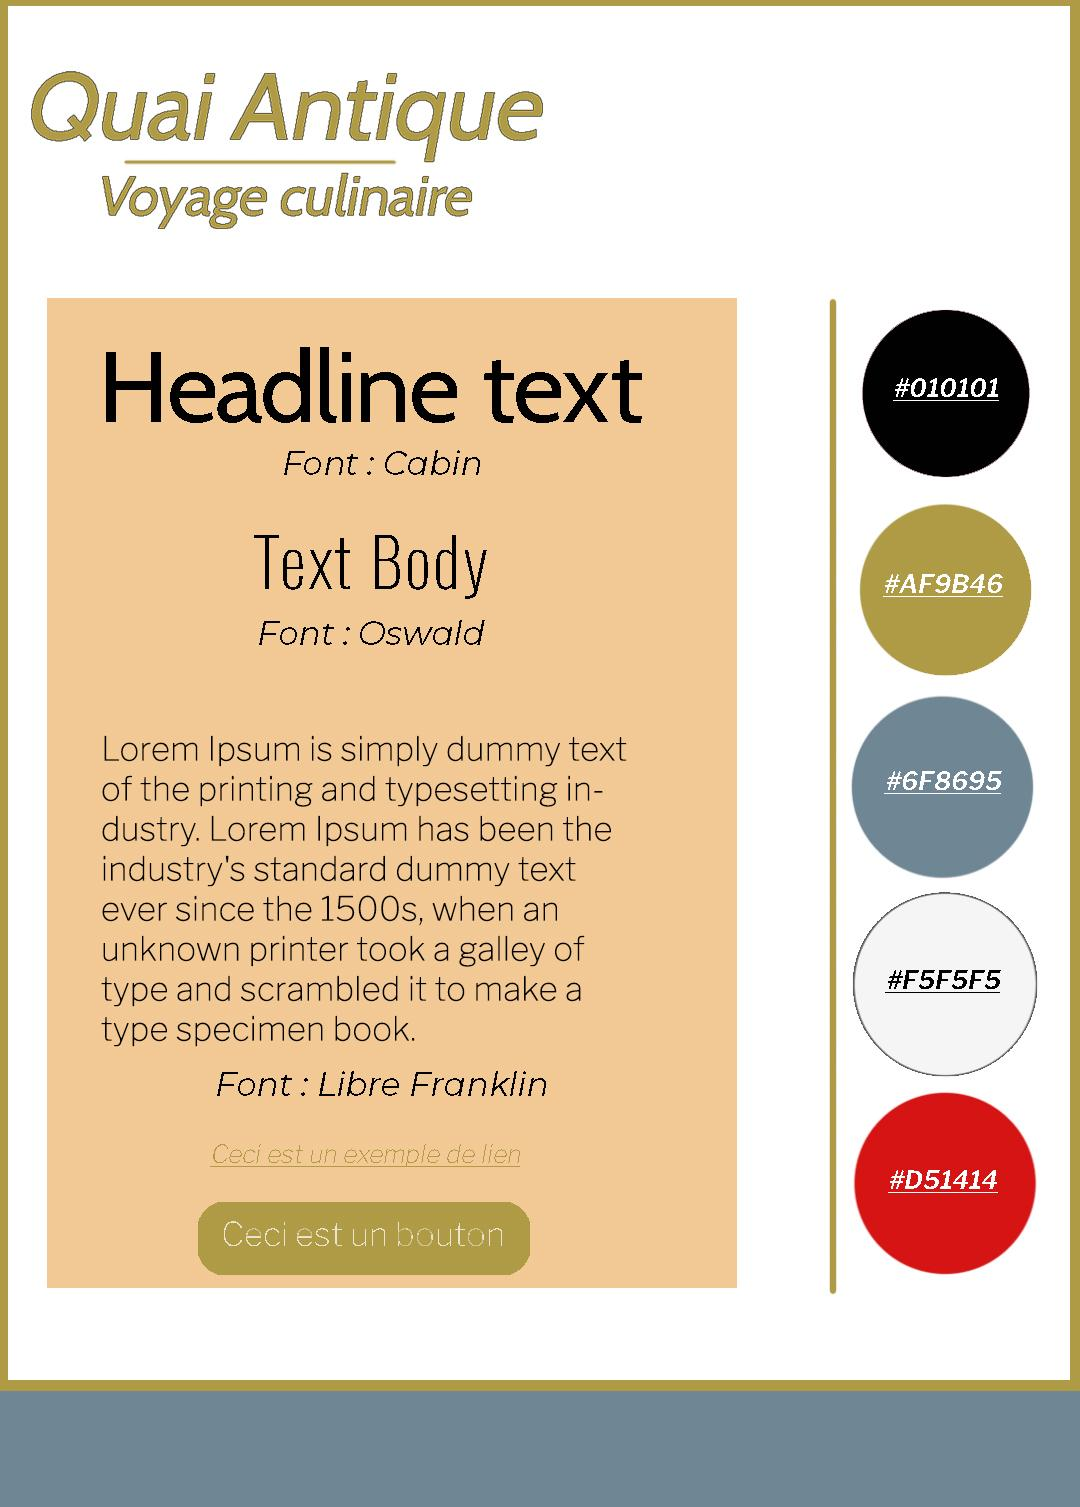 Quai Antique
Voyage culinaire
Headline text
Font : Cabin
Text Body
Font : Oswald
Lorem Ipsum is simply dummy text
of the printing and typesetting in-
dustry. Lorem Ipsum has been the
industry's standard dummy text
ever since the 1500s, when an
unknown printer took a galley of
type and scrambled it to make a
type specimen book.
Font : Libre Franklin
Ceci est un exemple de lien
Ceci est un bouton
#010101
#AF9B46
#6F8695
#F5F5F5
#D51414